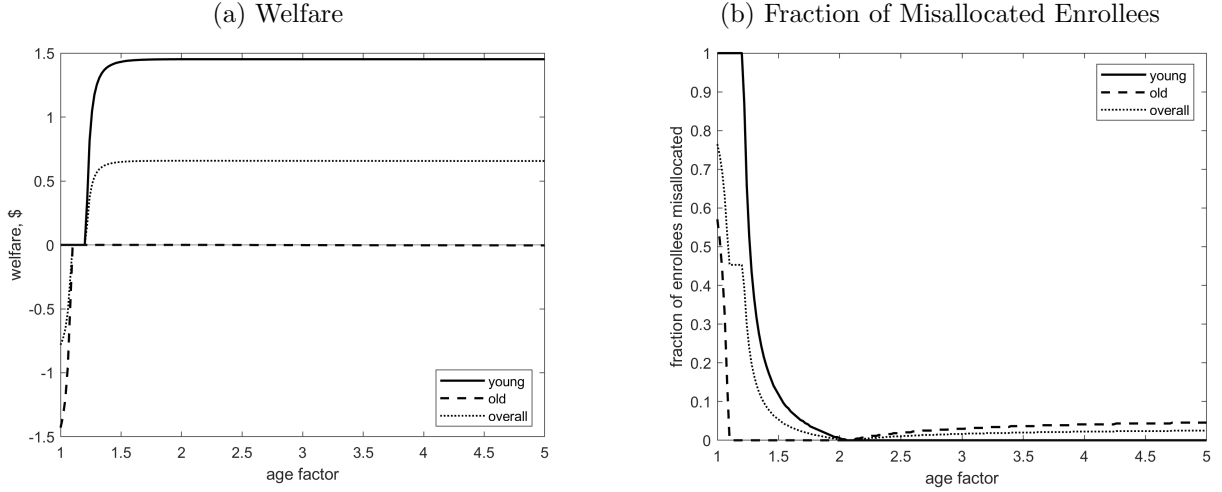 (a) Welfare
1.5
1
0.5
0
-0.5
-1
-1.5
welfare, $
1 1.5 2 2.5 3 3.5 4 4.5 5
age factor
young
old
overall
(b) Fraction of Misallocated Enrollees
1
0.9
0.8
0.7
0.6
0.5
0.4
0.3
0.2
0.1
0
fraction of enrollees misallocated
1 1.5 2 2.5 3 3.5 4 4.5 5
age factor
young
old
overall